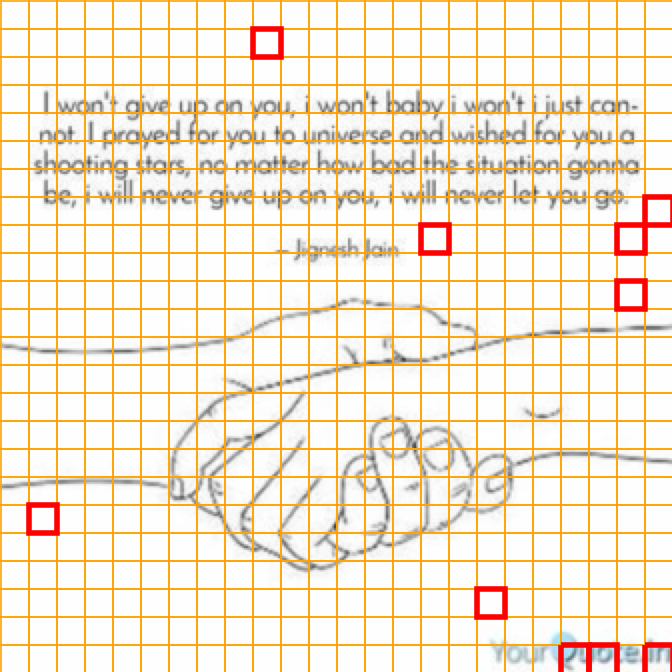 I won't give up on you, i won't baby i won't i just can-
not. I prayed for you to universe and wished for you a
shooting stars, no matter how bad the situation gonna
be, i will never give up on you, i will never let you go.
-- Jignesh Jain
YourQuote.in